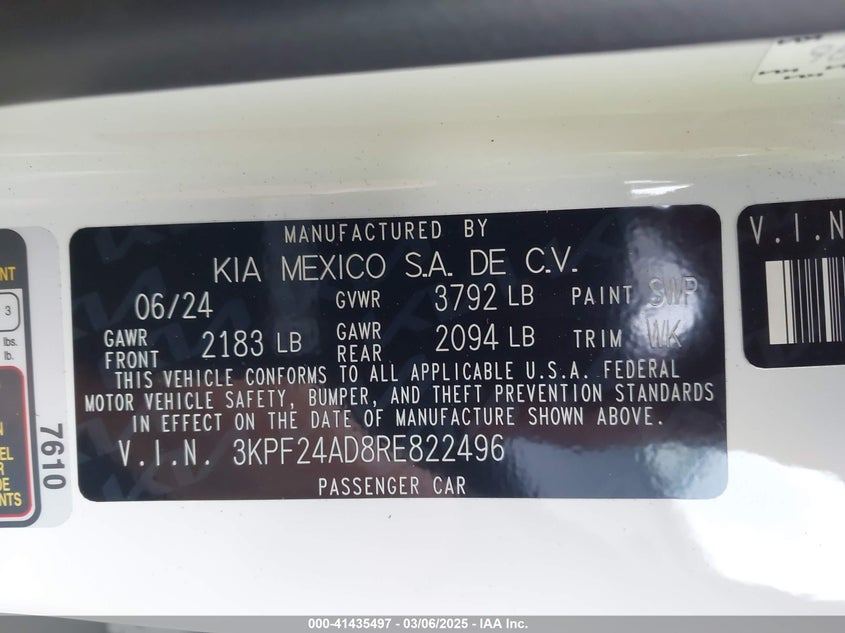 MANUFACTURED BY
KIA MEXICO S.A. DE C.V.
06/24 GVWR 3792 LB PAINT SWP
GAWR FRONT 2183 LB GAWR REAR 2094 LB TRIM WK
THIS VEHICLE CONFORMS TO ALL APPLICABLE U.S.A. FEDERAL
MOTOR VEHICLE SAFETY, BUMPER, AND THEFT PREVENTION STANDARDS
IN EFFECT ON THE DATE OF MANUFACTURE SHOWN ABOVE.
V.I.N. 3KPF24AD8RE822496
PASSENGER CAR
7610
3
lbs.
lb.
V.I.N
000-41435497 - 03/06/2025 - IAA Inc.